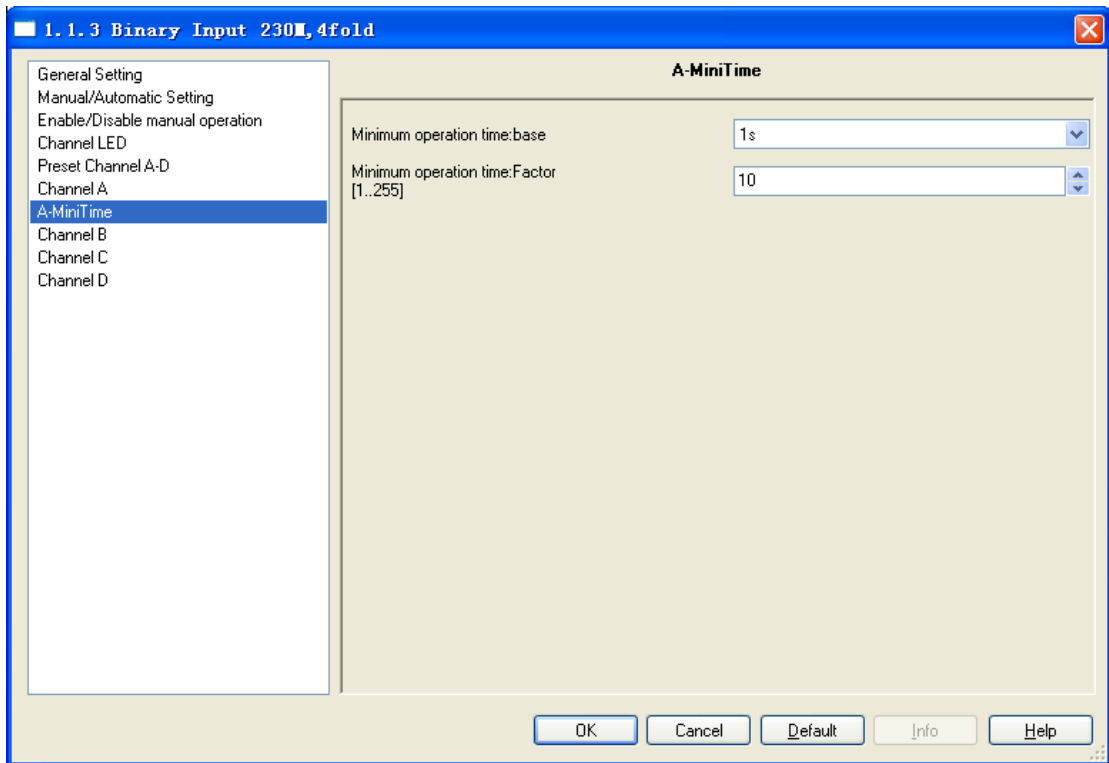 1.1.3 Binary Input 230M,4fold
General Setting
Manual/Automatic Setting
Enable/Disable manual operation
Channel LED
Preset Channel A-D
Channel A
A-MiniTime
Channel B
Channel C
Channel D
A-MiniTime
Minimum operation time:base
1s
Minimum operation time:Factor
[1..255]
10
OK
Cancel
Default
Info
Help